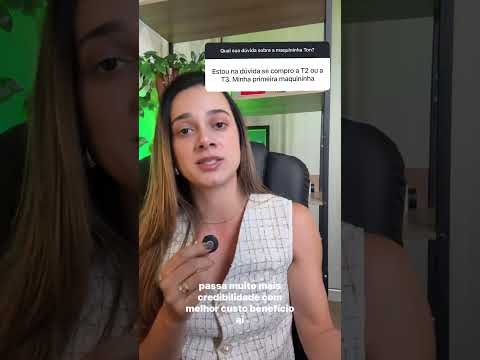 Qual sua dúvida sobre a maquininha Ton?
Estou na dúvida se compro a T2 ou a
T3. Minha primeira maquininha
passa muito mais
credibilidade com
melhor custo benefício
aí